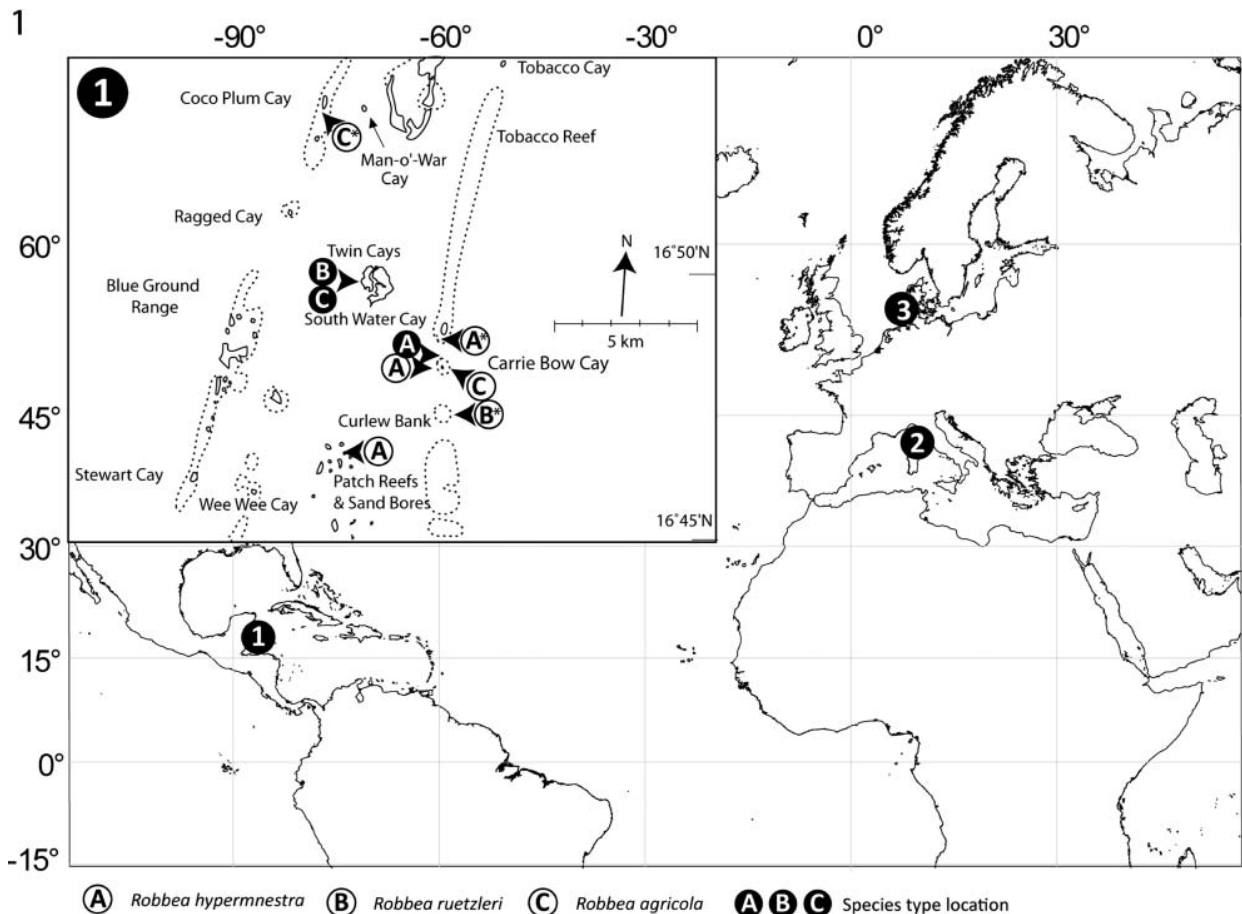 1
-90° -60° -30° 0° 30°
1
Tobacco Cay
Coco Plum Cay
C*
Man-o'-War
Cay
Tobacco Reef
Ragged Cay
60°
N
16°50'N
Twin Cays
B
C
Blue Ground
Range
South Water Cay
5 km
3
A A*
A
Carrie Bow Cay
C
45°
Curlew Bank
B*
A
2
Stewart Cay
Wee Wee Cay
Patch Reefs
& Sand Bores
16°45'N
30°
1
15°
0°
-15°
A Robbea hypermnestra B Robbea ruetzleri C Robbea agricola A B C Species type location